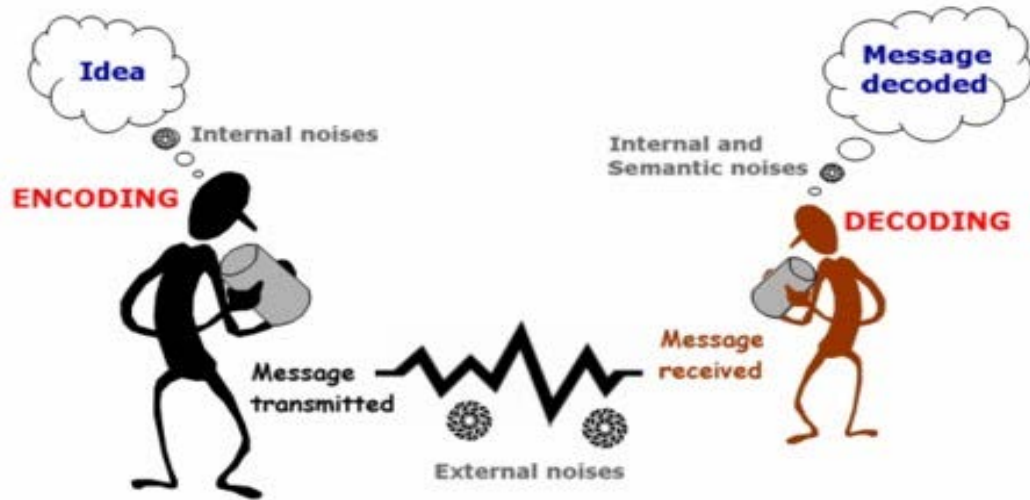 Idea
Internal noises
ENCODING
Message
transmitted
External noises
Message
received
Internal and
Semantic noises
DECODING
Message
decoded